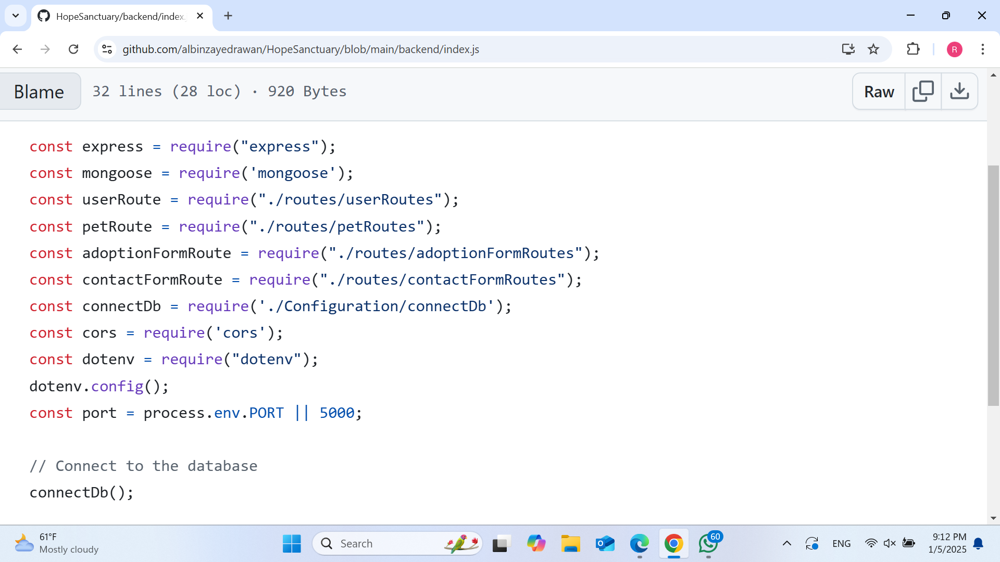 HopeSanctuary/backend/index.
github.com/albinzayedrawan/HopeSanctuary/blob/main/backend/index.js
R
Blame
32 lines (28 loc) · 920 Bytes
Raw
const express = require("express");
const mongoose = require('mongoose');
const userRoute = require("./routes/userRoutes");
const petRoute = require("./routes/petRoutes");
const adoptionFormRoute = require("./routes/adoptionFormRoutes");
const contactFormRoute = require("./routes/contactFormRoutes");
const connectDb = require('./Configuration/connectDb');
const cors = require('cors');
const dotenv = require("dotenv");
dotenv.config();
const port = process.env.PORT || 5000;
// Connect to the database
connectDb();
61°F
Mostly cloudy
Search
60
ENG
9:12 PM
1/5/2025